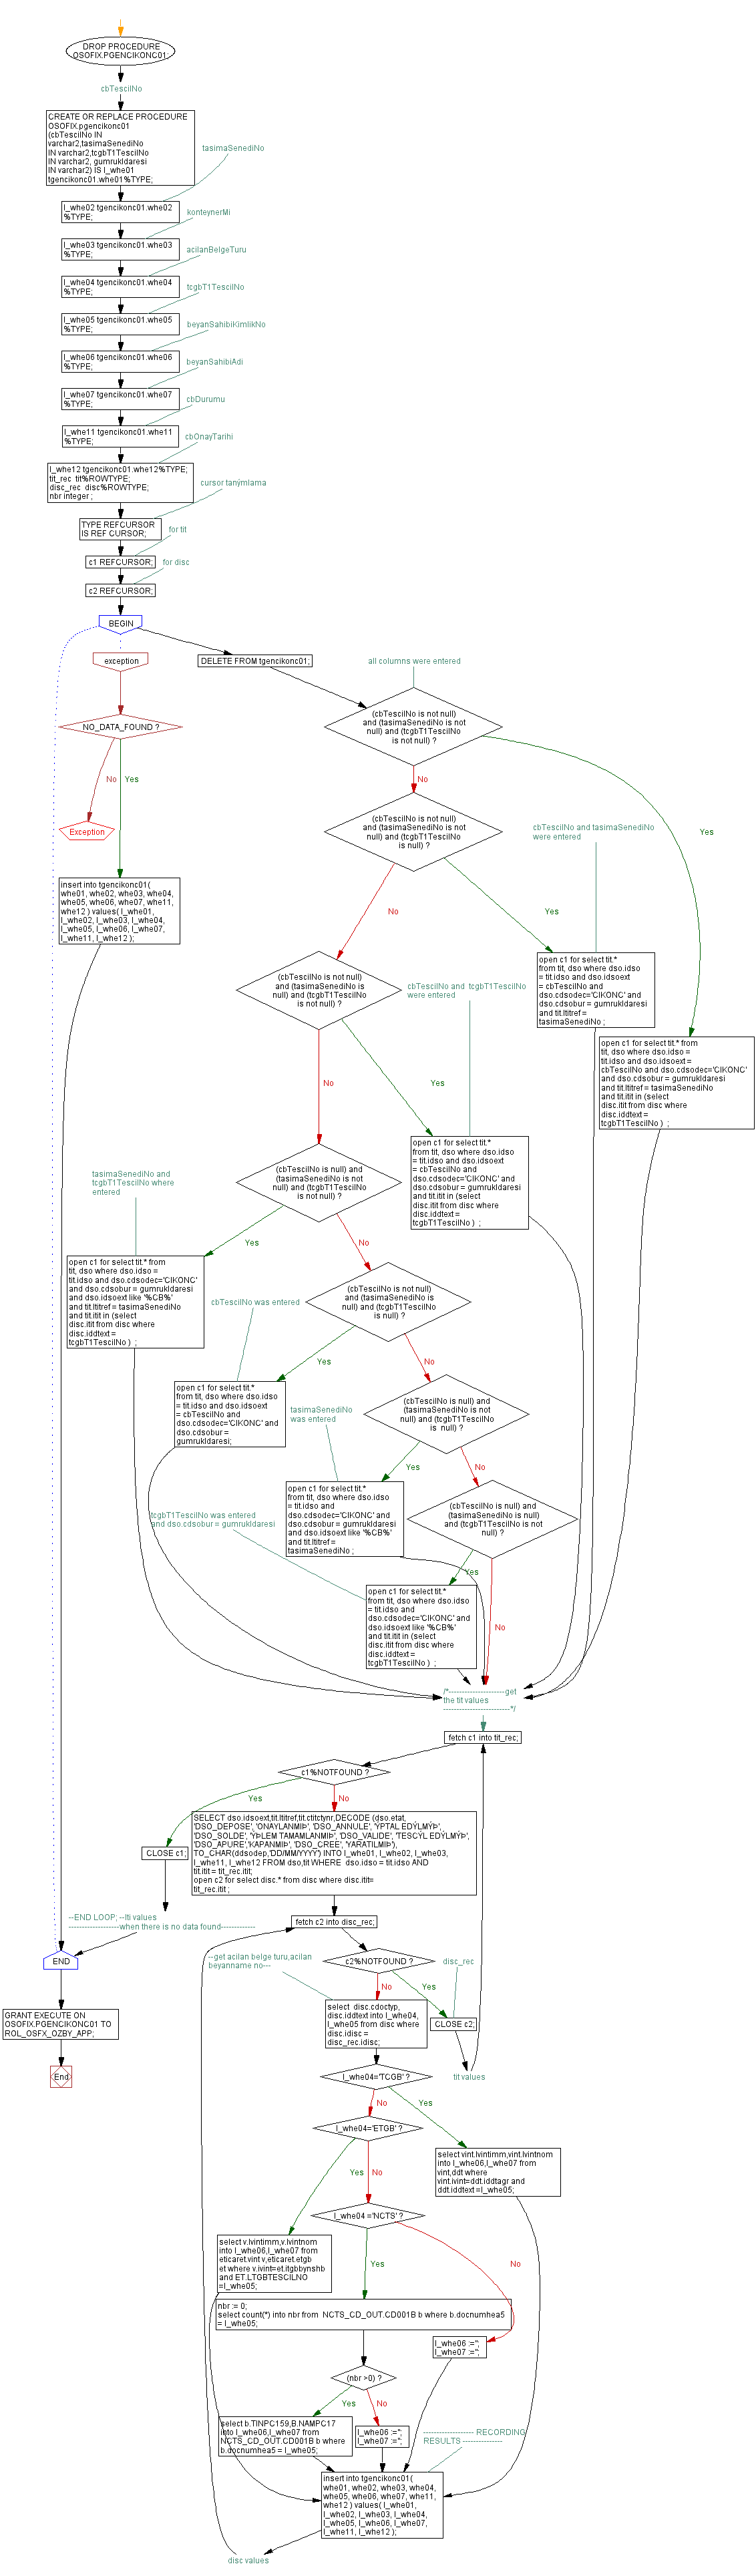 DROP PROCEDURE
OSOFIX.PGENCIKONC01;
cbTescilNo
CREATE OR REPLACE PROCEDURE
OSOFIX.pgencikonc01
(cbTescilNo IN
varchar2,tasimaSenediNo
IN varchar2,tcgbT1TescilNo
IN varchar2, gumrukIdaresi
IN varchar2) IS l_whe01
tgencikonc01.whe01%TYPE;
tasimaSenediNo
l_whe02 tgencikonc01.whe02
%TYPE;
konteynerMi
l_whe03 tgencikonc01.whe03
%TYPE;
acilanBelgeTuru
l_whe04 tgencikonc01.whe04
%TYPE;
tcgbT1TescilNo
l_whe05 tgencikonc01.whe05
%TYPE;
beyanSahibiKimlikNo
l_whe06 tgencikonc01.whe06
%TYPE;
beyanSahibiAdi
l_whe07 tgencikonc01.whe07
%TYPE;
cbDurumu
l_whe11 tgencikonc01.whe11
%TYPE;
cbOnayTarihi
l_whe12 tgencikonc01.whe12%TYPE;
tit_rec  tit%ROWTYPE;
disc_rec  disc%ROWTYPE;
nbr integer ;
cursor tanýmlama
TYPE REFCURSOR
IS REF CURSOR;
for tit
c1 REFCURSOR;
for disc
c2 REFCURSOR;
BEGIN
exception
DELETE FROM tgencikonc01;
all columns were entered
NO_DATA_FOUND ?
(cbTescilNo is not null)
and (tasimaSenediNo is not
null) and (tcgbT1TescilNo
is not null) ?
No
Yes
No
Exception
(cbTescilNo is not null)
and (tasimaSenediNo is not
null) and (tcgbT1TescilNo
is null) ?
cbTescilNo and tasimaSenediNo
were entered
Yes
insert into tgencikonc01(
whe01, whe02, whe03, whe04,
whe05, whe06, whe07, whe11,
whe12 ) values( l_whe01,
l_whe02, l_whe03, l_whe04,
l_whe05, l_whe06, l_whe07,
l_whe11, l_whe12 );
No
Yes
open c1 for select tit.*
from tit, dso where dso.idso
= tit.idso and dso.idsoext
= cbTescilNo and
dso.cdsodec='CIKONC' and
dso.cdsobur = gumrukIdaresi
and tit.ltitref =
tasimaSenediNo ;
(cbTescilNo is not null)
and (tasimaSenediNo is
null) and (tcgbT1TescilNo
is not null) ?
cbTescilNo and  tcgbT1TescilNo
were entered
open c1 for select tit.* from
tit, dso where dso.idso =
tit.idso and dso.idsoext =
cbTescilNo and dso.cdsodec='CIKONC'
and dso.cdsobur = gumrukIdaresi
and tit.ltitref = tasimaSenediNo
and tit.itit in (select
disc.itit from disc where
disc.iddtext =
tcgbT1TescilNo )  ;
No
Yes
open c1 for select tit.*
from tit, dso where dso.idso
= tit.idso and dso.idsoext
= cbTescilNo and
dso.cdsodec='CIKONC' and
dso.cdsobur = gumrukIdaresi
and tit.itit in (select
disc.itit from disc where
disc.iddtext =
tcgbT1TescilNo )  ;
(cbTescilNo is null) and
(tasimaSenediNo is not
null) and (tcgbT1TescilNo
is not null) ?
tasimaSenediNo and
tcgbT1TescilNo where
entered
Yes
No
open c1 for select tit.* from
tit, dso where dso.idso =
tit.idso and dso.cdsodec='CIKONC'
and dso.cdsobur = gumrukIdaresi
and dso.idsoext like '%CB%'
and tit.ltitref = tasimaSenediNo
and tit.itit in (select
disc.itit from disc where
disc.iddtext =
tcgbT1TescilNo )  ;
(cbTescilNo is not null)
and (tasimaSenediNo is
null) and (tcgbT1TescilNo
is null) ?
cbTescilNo was entered
Yes
No
open c1 for select tit.*
from tit, dso where dso.idso
= tit.idso and dso.idsoext
= cbTescilNo and
dso.cdsodec='CIKONC' and
dso.cdsobur =
gumrukIdaresi;
(cbTescilNo is null) and
(tasimaSenediNo is not
null) and (tcgbT1TescilNo
is  null) ?
tasimaSenediNo
was entered
Yes
No
open c1 for select tit.*
from tit, dso where dso.idso
= tit.idso and
dso.cdsodec='CIKONC' and
dso.cdsobur = gumrukIdaresi
and dso.idsoext like '%CB%'
and tit.ltitref =
tasimaSenediNo ;
(cbTescilNo is null) and
(tasimaSenediNo is null)
and (tcgbT1TescilNo is not
null) ?
tcgbT1TescilNo was entered
and dso.cdsobur = gumrukIdaresi
Yes
No
open c1 for select tit.*
from tit, dso where dso.idso
= tit.idso and
dso.cdsodec='CIKONC' and
dso.idsoext like '%CB%'
and tit.itit in (select
disc.itit from disc where
disc.iddtext =
tcgbT1TescilNo )  ;
/*---------------------get
the tit values
-------------------------*/
fetch c1 into tit_rec;
c1%NOTFOUND ?
Yes
No
CLOSE c1;
SELECT dso.idsoext,tit.ltitref,tit.ctitctynr,DECODE (dso.etat,
'DSO_DEPOSE', 'ONAYLANMIÞ', 'DSO_ANNULE', 'YPTAL EDÝLMÝÞ',
'DSO_SOLDE', 'ÝÞLEM TAMAMLANMIÞ', 'DSO_VALIDE', 'TESCÝL EDÝLMÝÞ',
'DSO_APURE','KAPANMIÞ', 'DSO_CREE', 'YARATILMIÞ'),
TO_CHAR(ddsodep,'DD/MM/YYYY') INTO l_whe01, l_whe02, l_whe03,
l_whe11, l_whe12 FROM dso,tit WHERE  dso.idso = tit.idso AND
tit.itit = tit_rec.itit;
open c2 for select disc.* from disc where disc.itit=
tit_rec.itit ;
--END LOOP; --lti values
-------------------when there is no data found-------------
fetch c2 into disc_rec;
END
--get acilan belge turu,acilan
beyanname no---
c2%NOTFOUND ?
disc_rec
No
Yes
select  disc.cdoctyp,
disc.iddtext into l_whe04,
l_whe05 from disc where
disc.idisc =
disc_rec.idisc;
CLOSE c2;
GRANT EXECUTE ON
OSOFIX.PGENCIKONC01 TO
ROL_OSFX_OZBY_APP;
End
l_whe04='TCGB' ?
tit values
No
Yes
l_whe04='ETGB' ?
select vint.lvintimm,vint.lvintnom
into l_whe06,l_whe07 from
vint,ddt where
vint.ivint=ddt.iddtagr and
ddt.iddtext =l_whe05;
Yes
No
l_whe04 ='NCTS' ?
select v.lvintimm,v.lvintnom
into l_whe06,l_whe07 from
eticaret.vint v,eticaret.etgb
et where v.ivint=et.itgbbynshb
and ET.LTGBTESCILNO
=l_whe05;
Yes
No
nbr := 0;
select count(*) into nbr from  NCTS_CD_OUT.CD001B b where b.docnumhea5
= l_whe05;
l_whe06 :='';
l_whe07 :='';
(nbr >0) ?
Yes
No
select b.TINPC159,B.NAMPC17
into l_whe06,l_whe07 from
NCTS_CD_OUT.CD001B b where
b.docnumhea5 = l_whe05;
l_whe06 :='';
l_whe07 :='';
------------------- RECORDING
RESULTS ---------------
insert into tgencikonc01(
whe01, whe02, whe03, whe04,
whe05, whe06, whe07, whe11,
whe12 ) values( l_whe01,
l_whe02, l_whe03, l_whe04,
l_whe05, l_whe06, l_whe07,
l_whe11, l_whe12 );
disc values